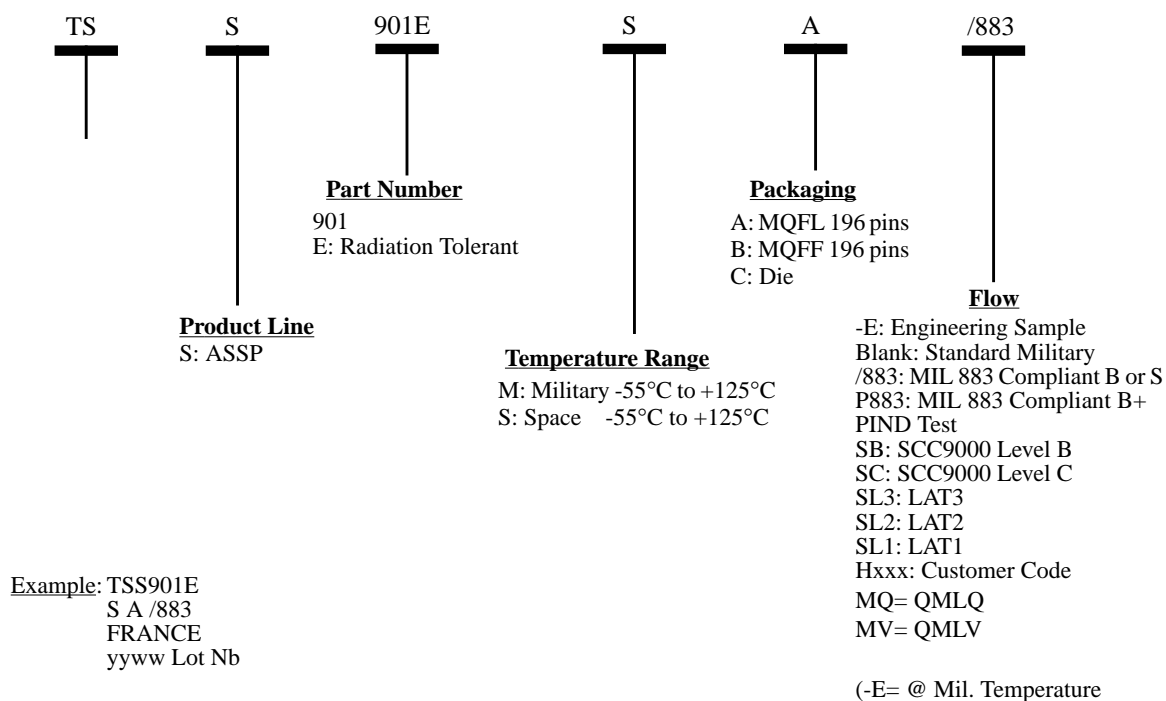 TS S 901E S A /883
Part Number
901
E: Radiation Tolerant
Packaging
A: MQFL 196 pins
B: MQFF 196 pins
C: Die
Product Line
S: ASSP
Temperature Range
M: Military -55°C to +125°C
S: Space -55°C to +125°C
Flow
-E: Engineering Sample
Blank: Standard Military
/883: MIL 883 Compliant B or S
P883: MIL 883 Compliant B+
PIND Test
SB: SCC9000 Level B
SC: SCC9000 Level C
SL3: LAT3
SL2: LAT2
SL1: LAT1
Hxxx: Customer Code
MQ= QMLQ
MV= QMLV
(-E= @ Mil. Temperature
Example: TSS901E
S A /883
FRANCE
yyww Lot Nb